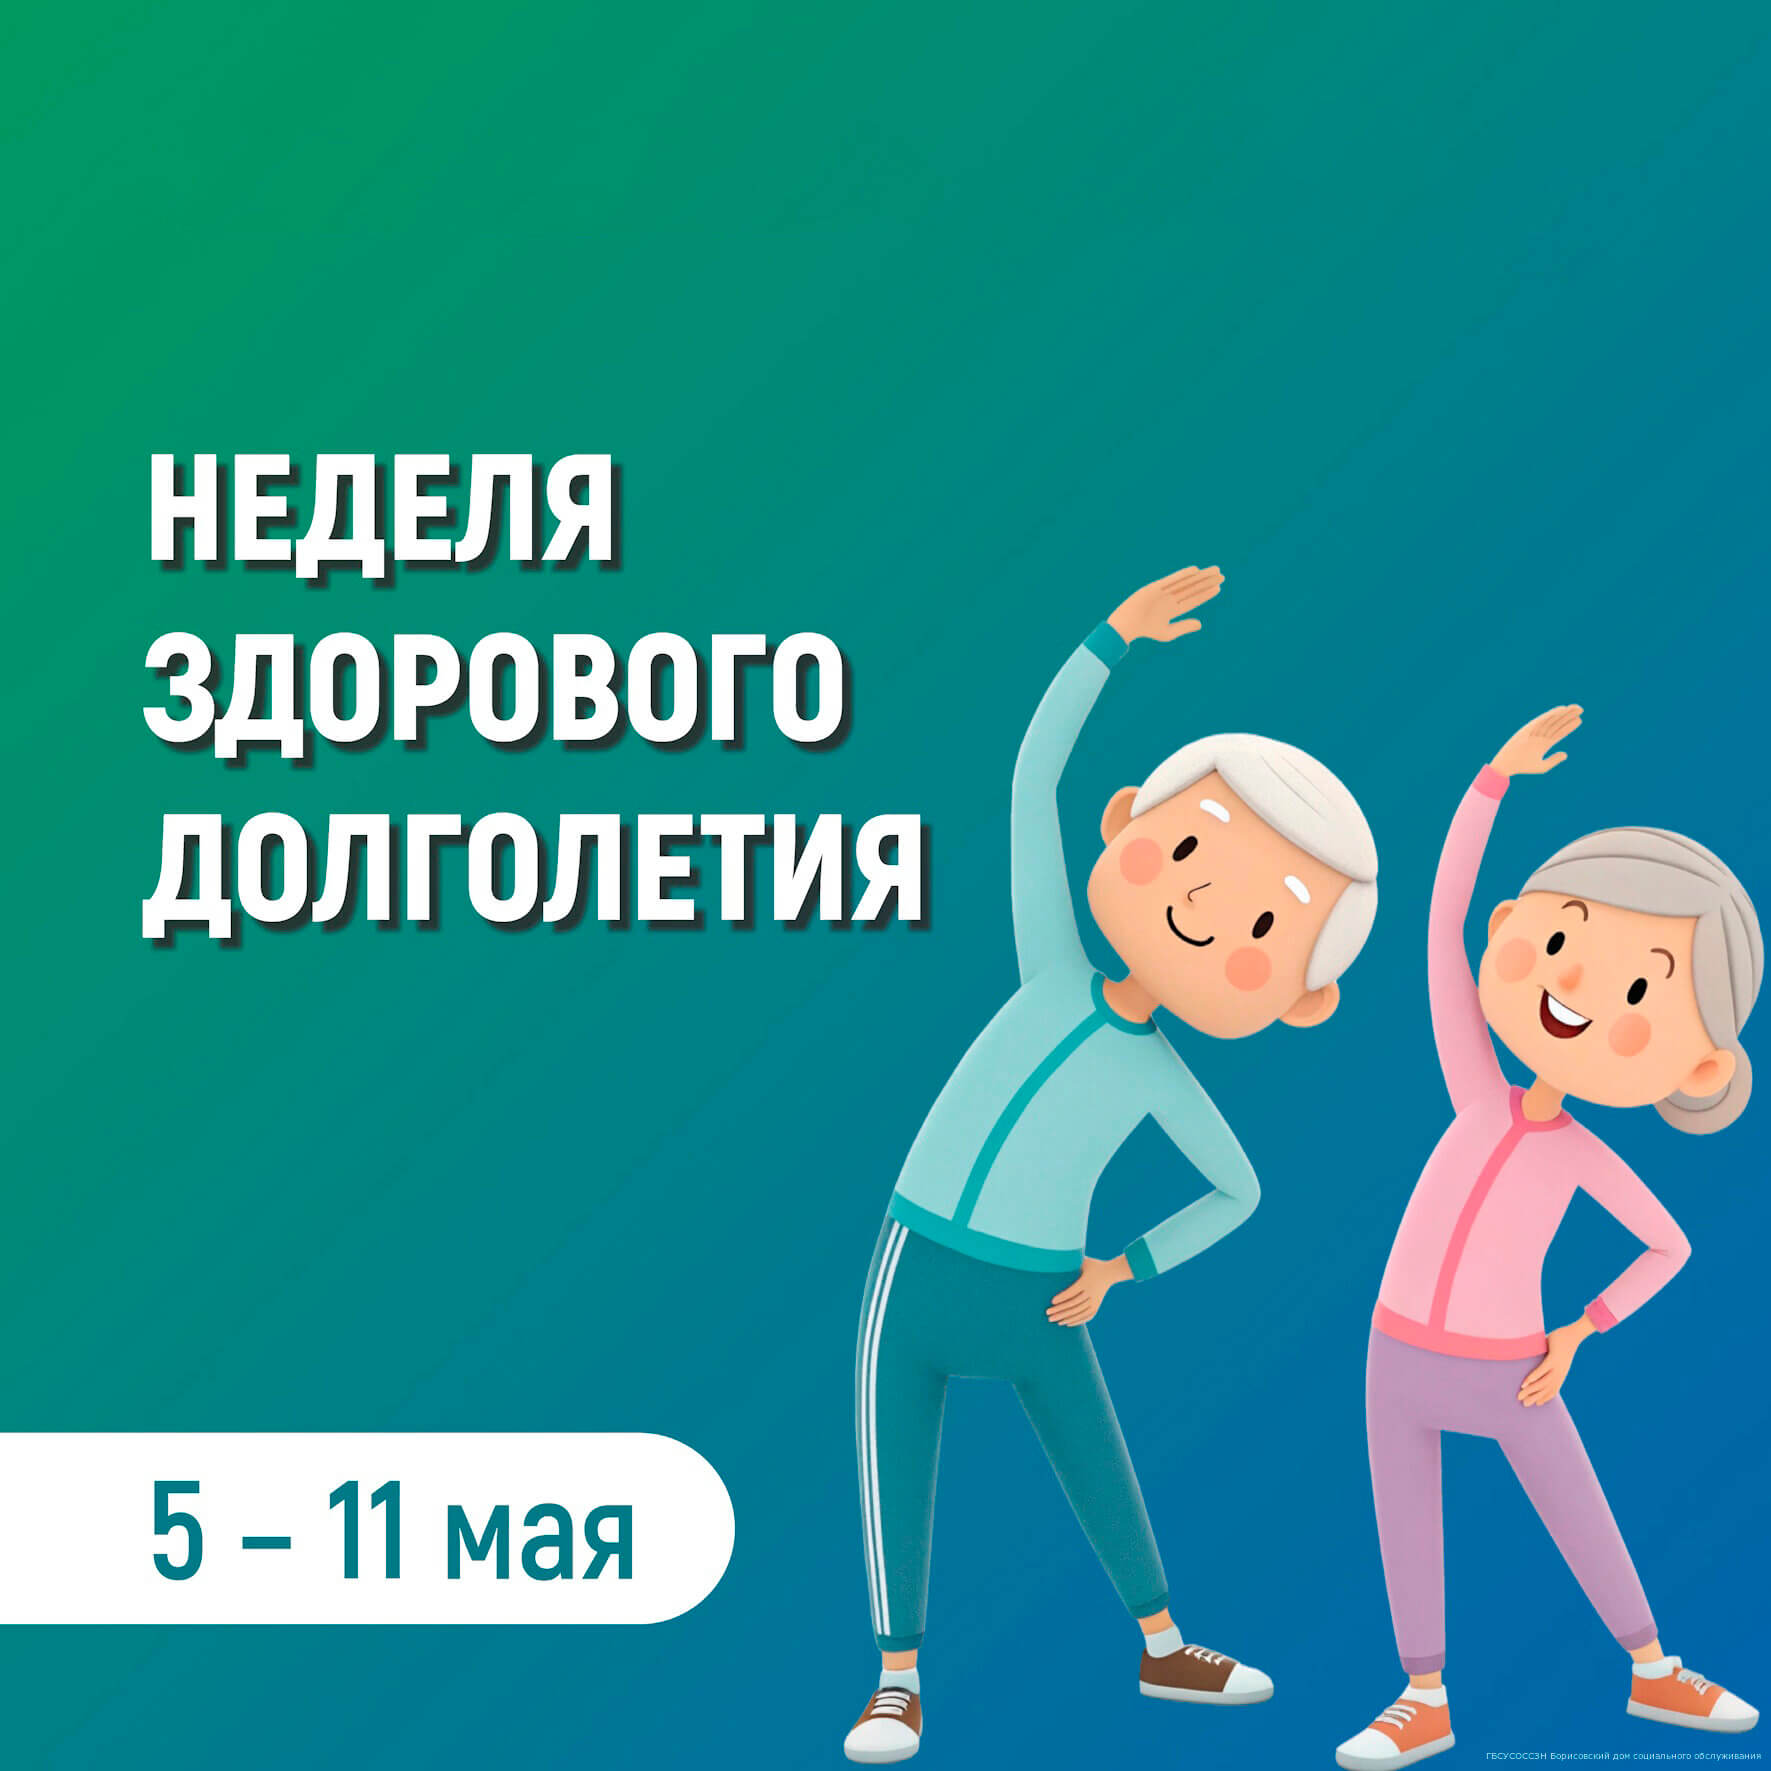 НЕДЕЛЯ
ЗДОРОВОГО
ДОЛГОЛЕТИЯ
5 – 11 мая
ГБСУСОССЗН Борисовский дом социального обслуживания